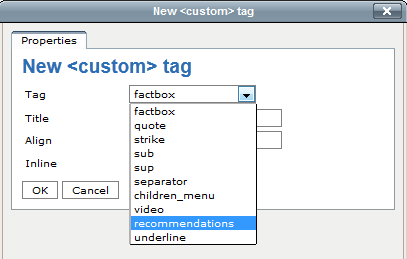 New <custom> tag
Properties
New <custom> tag
Tag factbox
factbox
Title
quote
Align
strike
sub
Inline
sup
separator
OK Cancel
children_menu
video
recommendations
underline